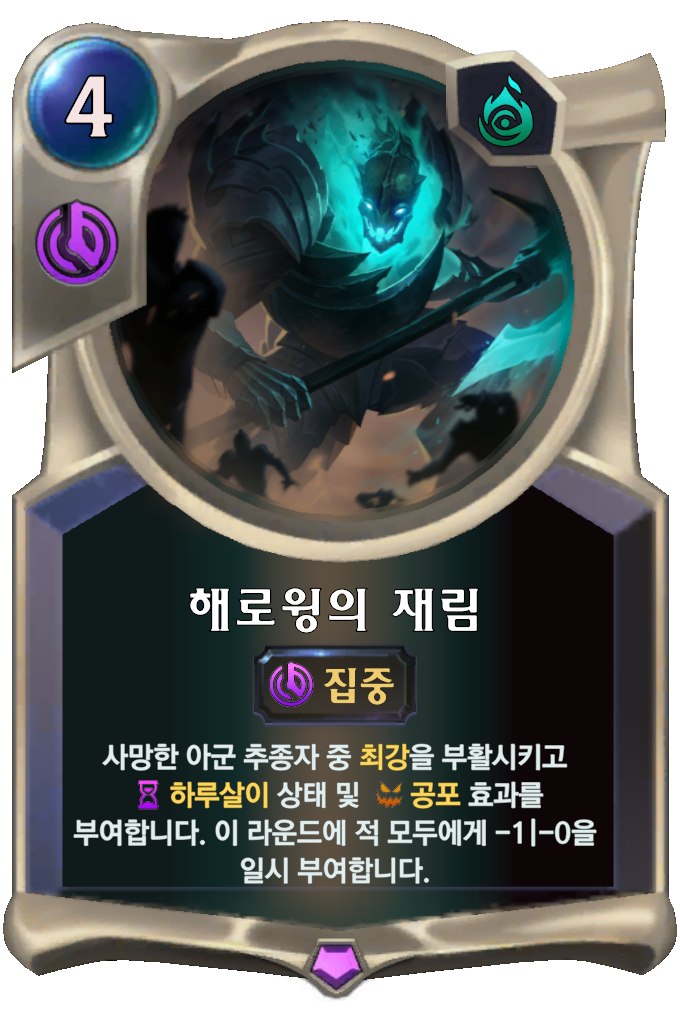 4
해로윙의 재림
집중
사망한 아군 추종자 중 최강을 부활시키고
하루살이 상태 및 공포 효과를
부여합니다. 이 라운드에 적 모두에게 -1|-0을
일시 부여합니다.